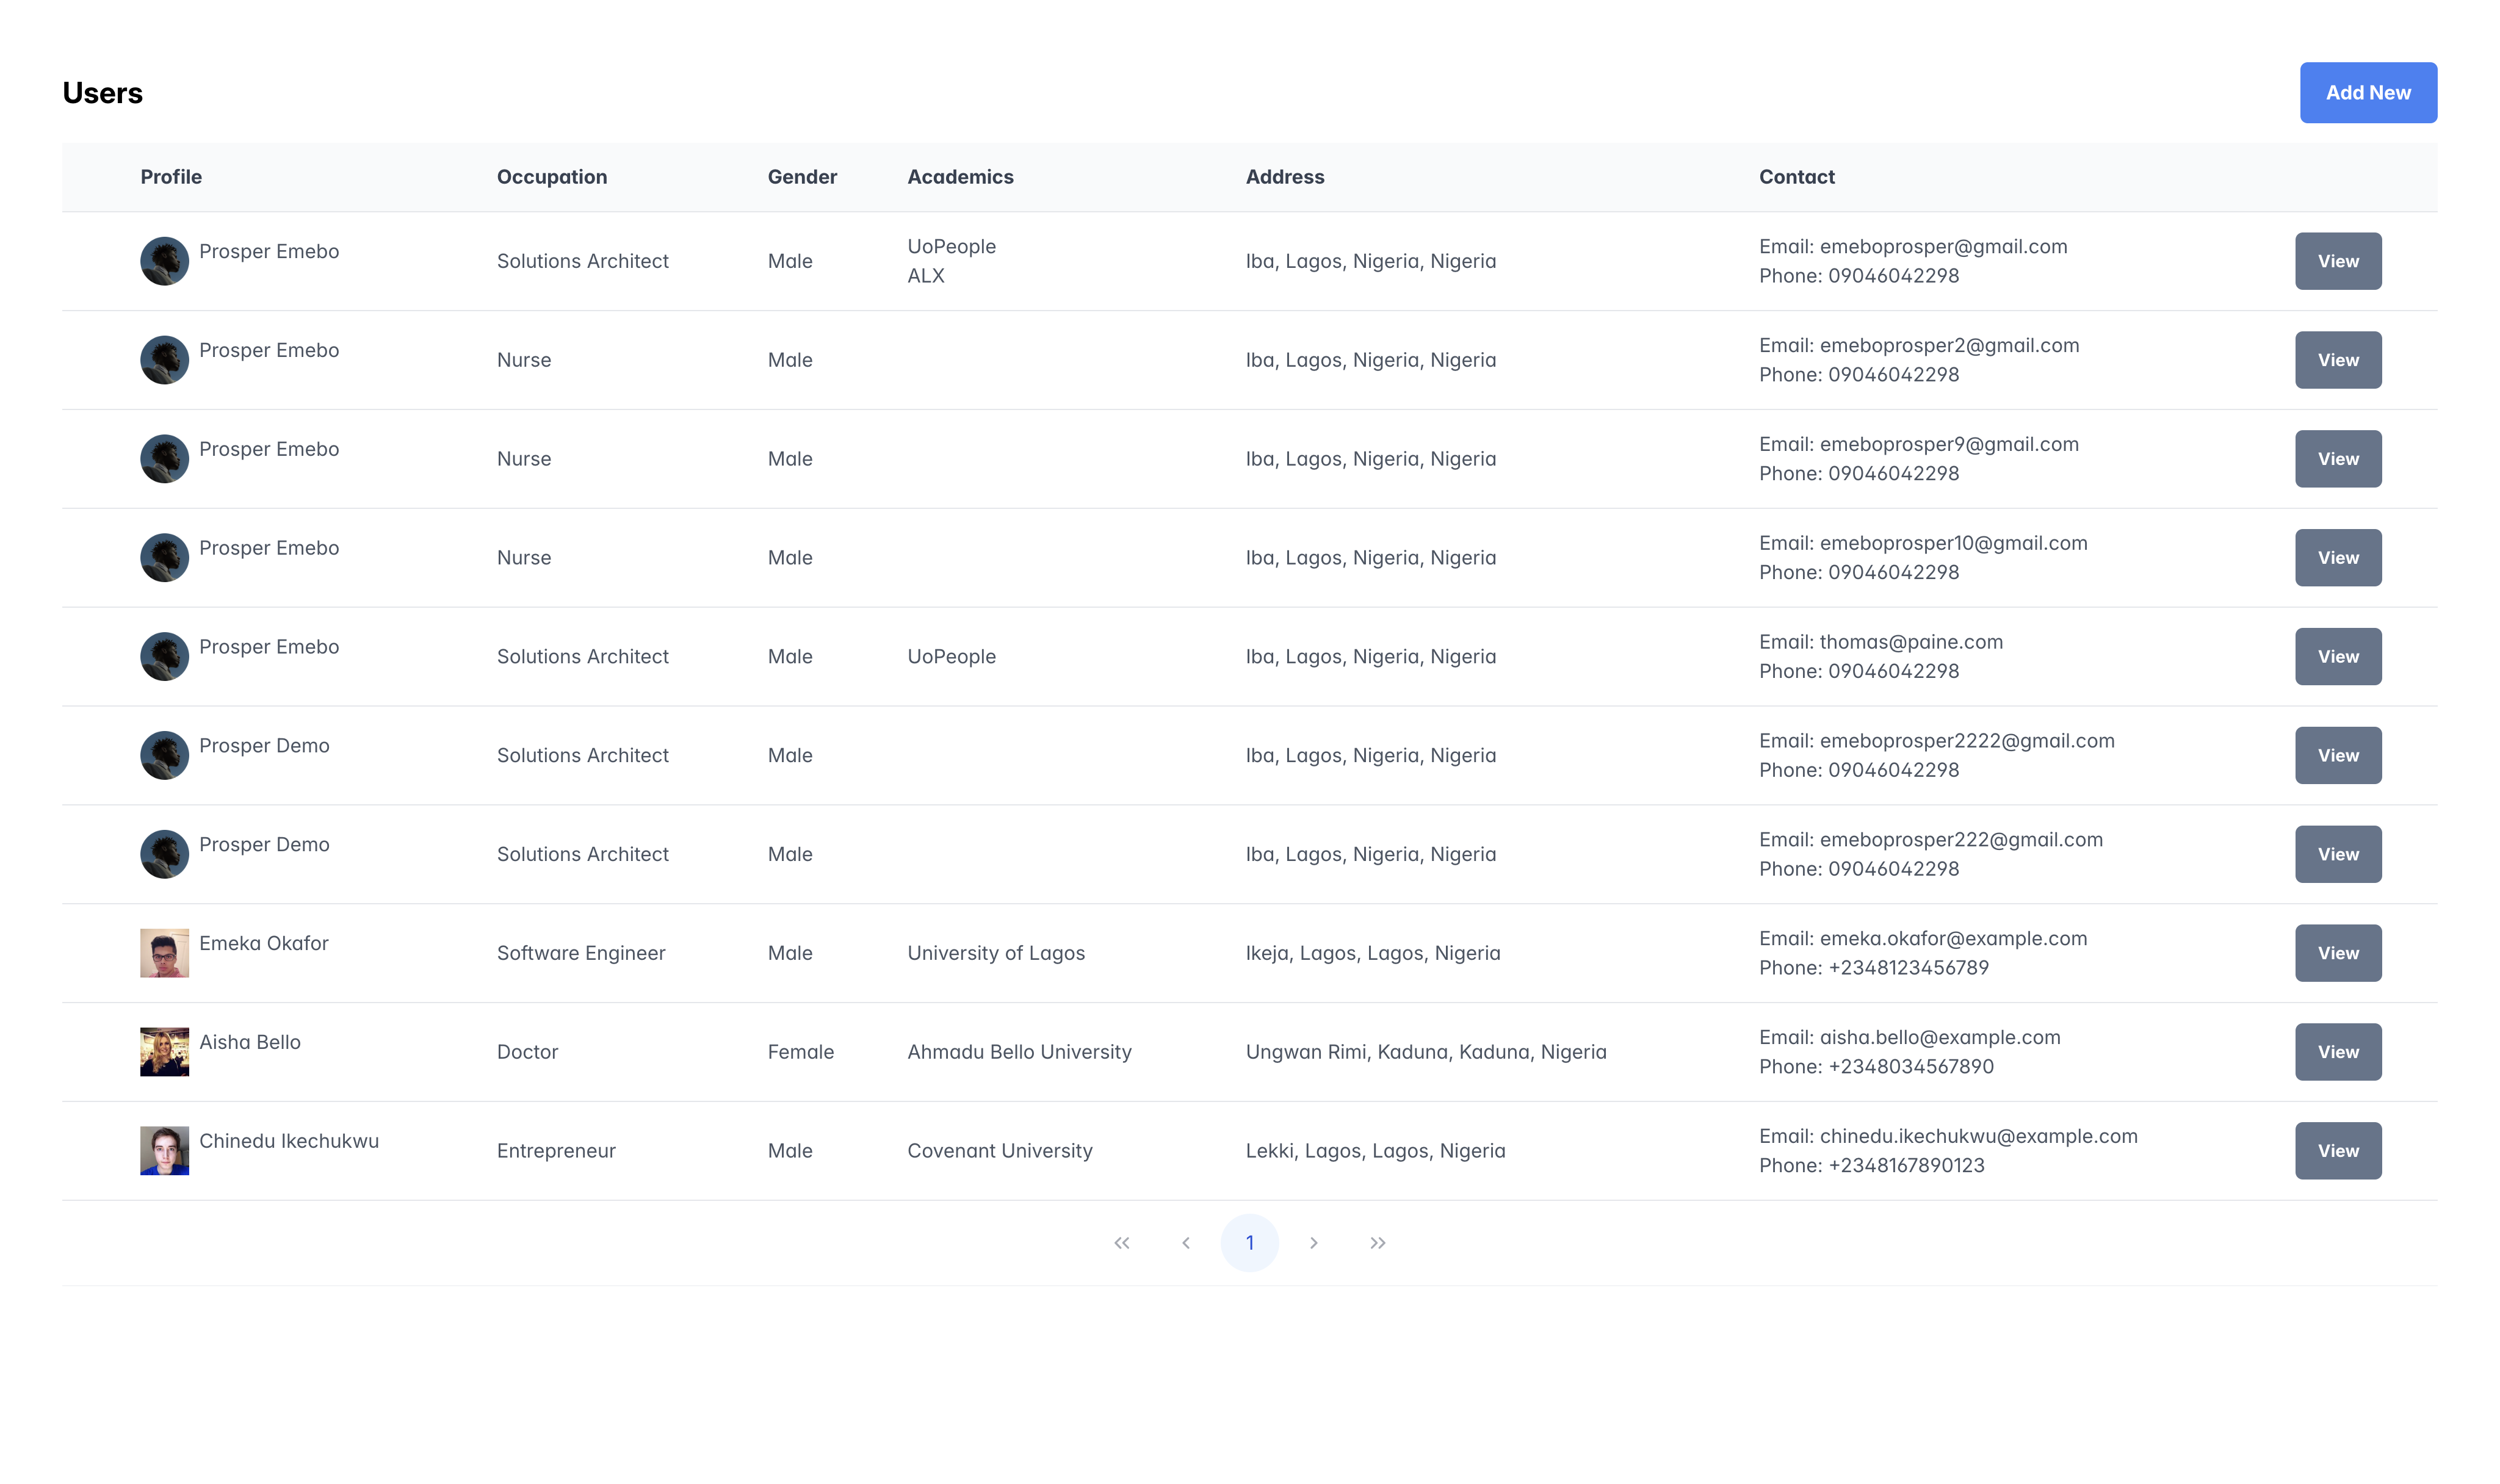 Users
Add New
Profile Occupation Gender Academics Address Contact
Prosper Emebo Solutions Architect Male UoPeople Iba, Lagos, Nigeria, Nigeria Email: emeboprosper@gmail.com View
ALX Phone: 09046042298
Prosper Emebo Nurse Male Iba, Lagos, Nigeria, Nigeria Email: emeboprosper2@gmail.com View
Phone: 09046042298
Prosper Emebo Nurse Male Iba, Lagos, Nigeria, Nigeria Email: emeboprosper9@gmail.com View
Phone: 09046042298
Prosper Emebo Nurse Male Iba, Lagos, Nigeria, Nigeria Email: emeboprosper10@gmail.com View
Phone: 09046042298
Prosper Emebo Solutions Architect Male UoPeople Iba, Lagos, Nigeria, Nigeria Email: thomas@paine.com View
Phone: 09046042298
Prosper Demo Solutions Architect Male Iba, Lagos, Nigeria, Nigeria Email: emeboprosper2222@gmail.com View
Phone: 09046042298
Prosper Demo Solutions Architect Male Iba, Lagos, Nigeria, Nigeria Email: emeboprosper222@gmail.com View
Phone: 09046042298
Emeka Okafor Software Engineer Male University of Lagos Ikeja, Lagos, Lagos, Nigeria Email: emeka.okafor@example.com View
Phone: +2348123456789
Aisha Bello Doctor Female Ahmadu Bello University Ungwan Rimi, Kaduna, Kaduna, Nigeria Email: aisha.bello@example.com View
Phone: +2348034567890
Chinedu Ikechukwu Entrepreneur Male Covenant University Lekki, Lagos, Lagos, Nigeria Email: chinedu.ikechukwu@example.com View
Phone: +2348167890123
1